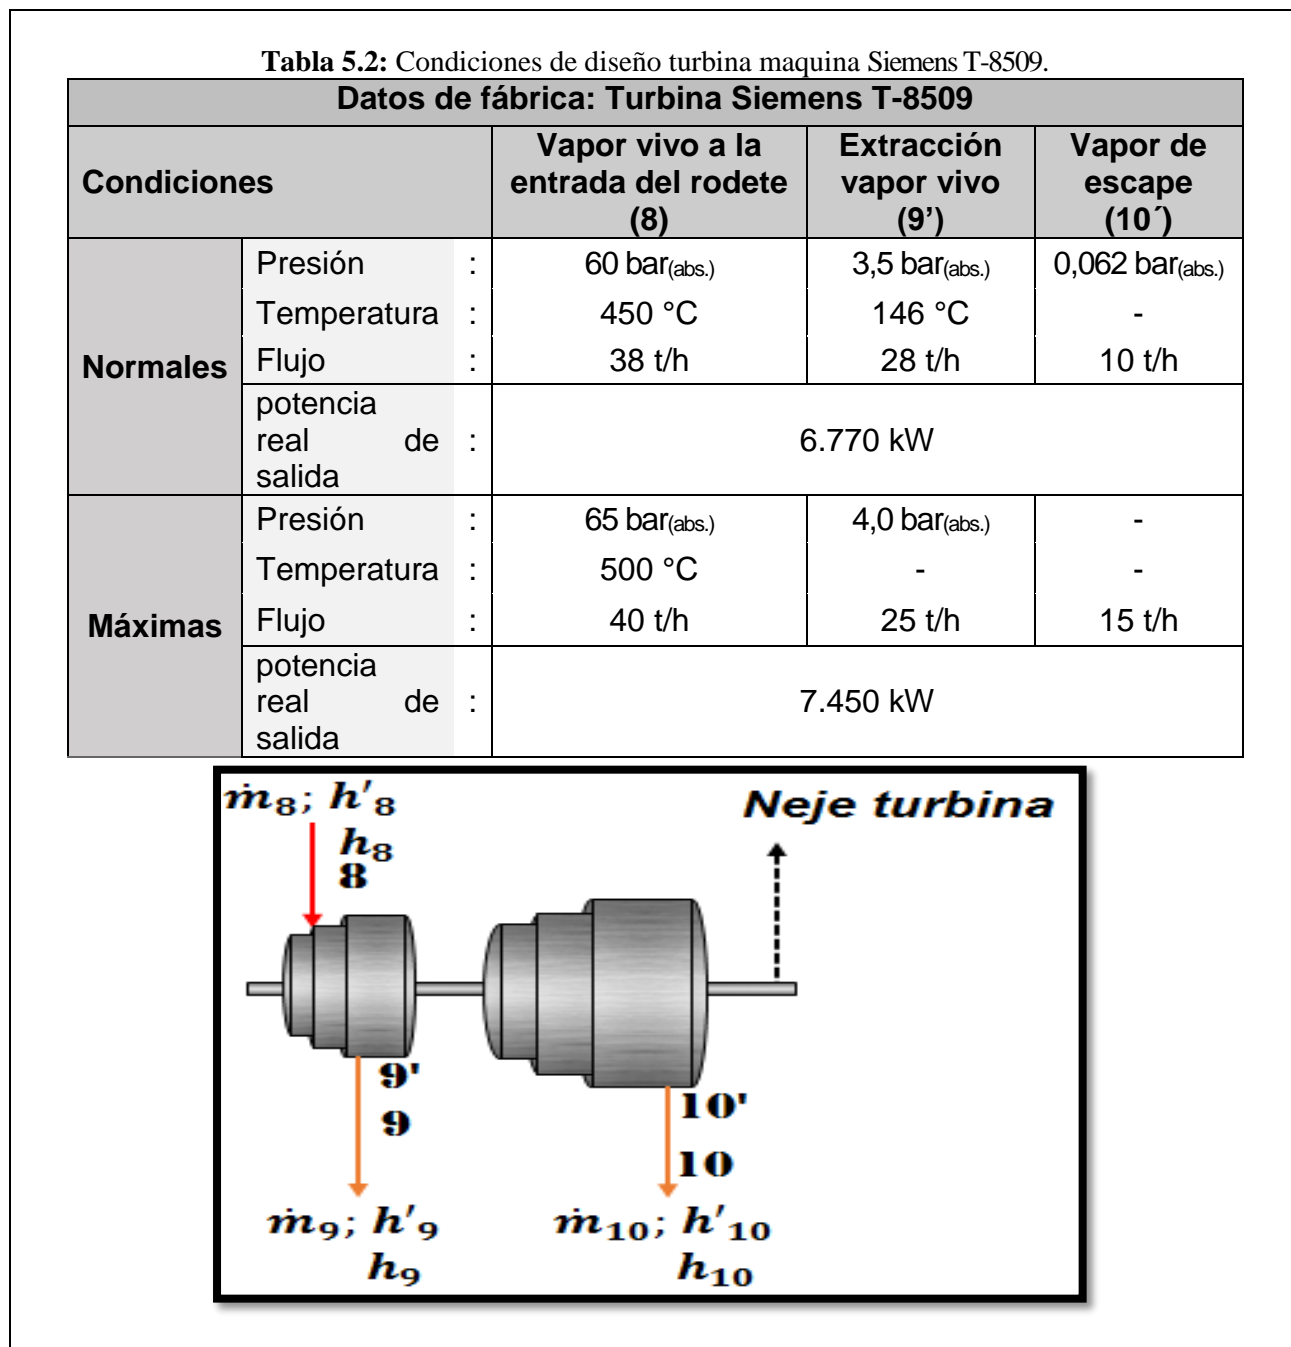 Tabla 5.2: Condiciones de diseño turbina maquina Siemens T-8509.
Datos de fábrica: Turbina Siemens T-8509
Condiciones
Vapor vivo a la entrada del rodete (8)
Extracción vapor vivo (9’)
Vapor de escape (10´)
Normales
Presión : 60 bar(abs.) 3,5 bar(abs.) 0,062 bar(abs.)
Temperatura : 450 °C 146 °C -
Flujo : 38 t/h 28 t/h 10 t/h
potencia real de salida : 6.770 kW
Máximas
Presión : 65 bar(abs.) 4,0 bar(abs.) -
Temperatura : 500 °C - -
Flujo : 40 t/h 25 t/h 15 t/h
potencia real de salida : 7.450 kW
ṁ8; h'8
h8
8
Neje turbina
9'
9
10'
10
ṁ9; h'9
h9
ṁ10; h'10
h10